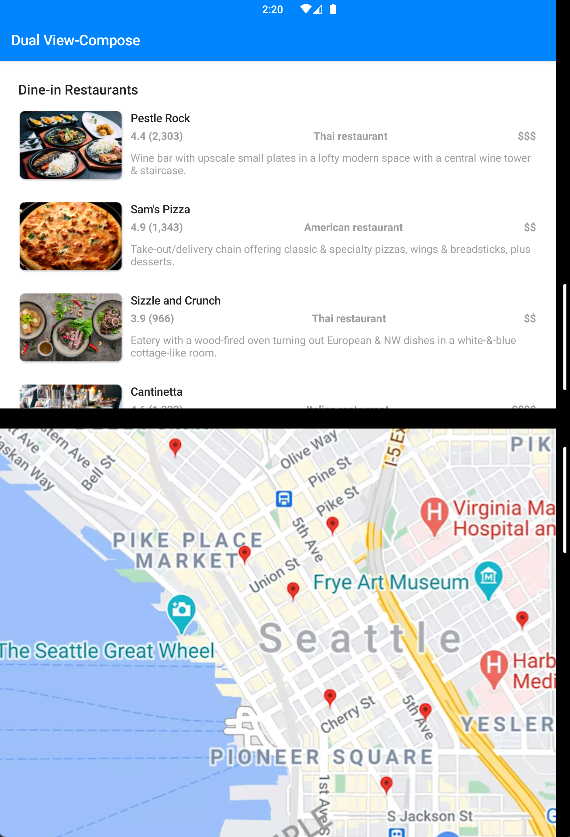 2:20
Dual View-Compose
Dine-in Restaurants
Pestle Rock
4.4 (2,303) Thai restaurant $$$
Wine bar with upscale small plates in a lofty modern space with a central wine tower
& staircase.
Sam's Pizza
4.9 (1,343) American restaurant $$
Take-out/delivery chain offering classic & specialty pizzas, wings & breadsticks, plus
desserts.
Sizzle and Crunch
3.9 (966) Thai restaurant $$
Eatery with a wood-fired oven turning out European & NW dishes in a white-&-blue
cottage-like room.
Cantinetta
Bell St
Olive Way
Pine St
Pike St
I-5 Ex
PIK
5th Ave
Union St
PIKE PLACE
MARKET
H
Virginia Ma
Hospital an
Frye Art Museum
Seattle
The Seattle Great Wheel
H
Harb
Medi
Cherry St
5th Ave
YESLER
PIONEER SQUARE
1st Ave S
S Jackson St